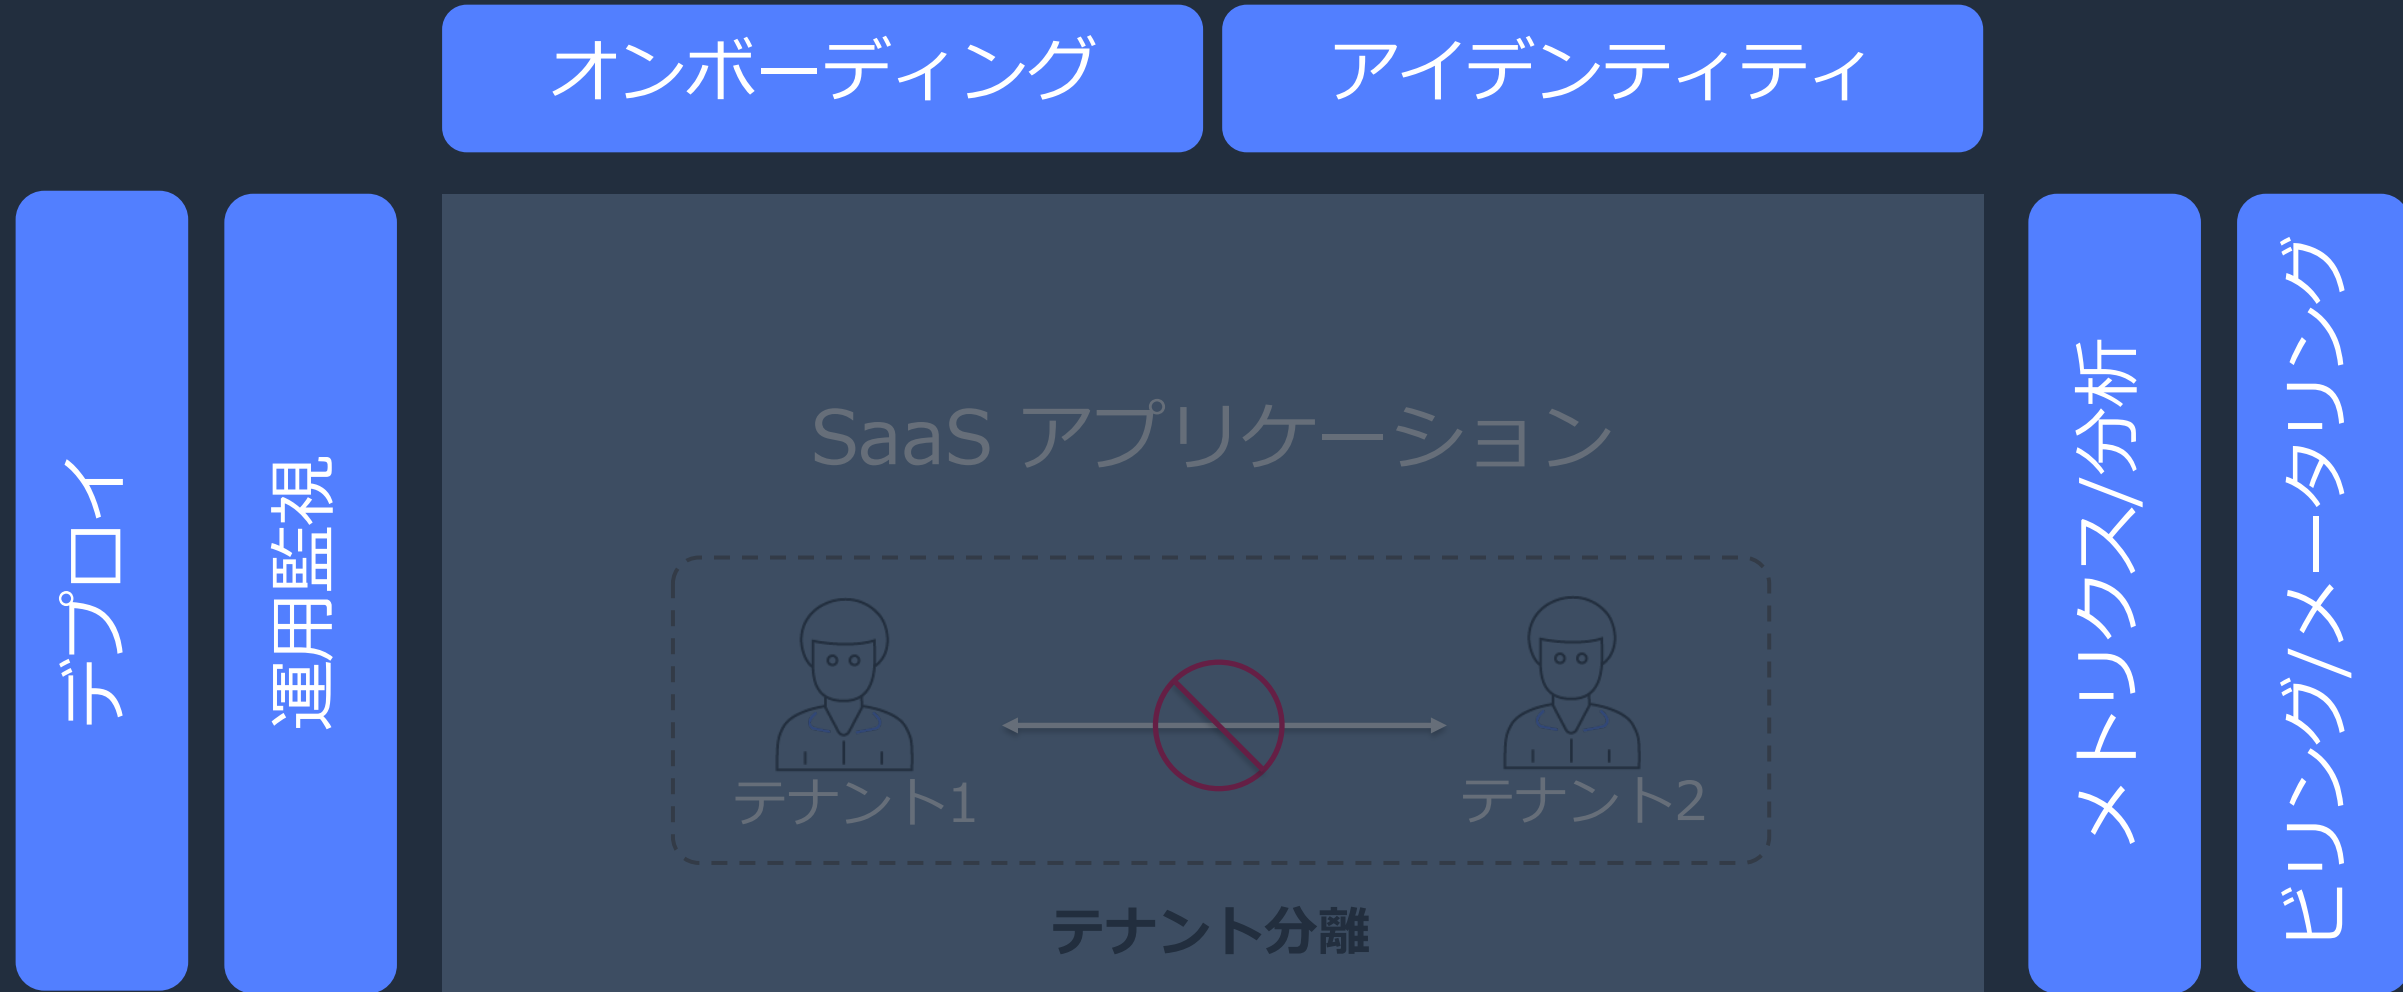 オンボーディング
アイデンティティ
デプロイ
運用監視
SaaS アプリケーション
テナント1
テナント2
テナント分離
メトリクス/分析
ビリング/メータリング